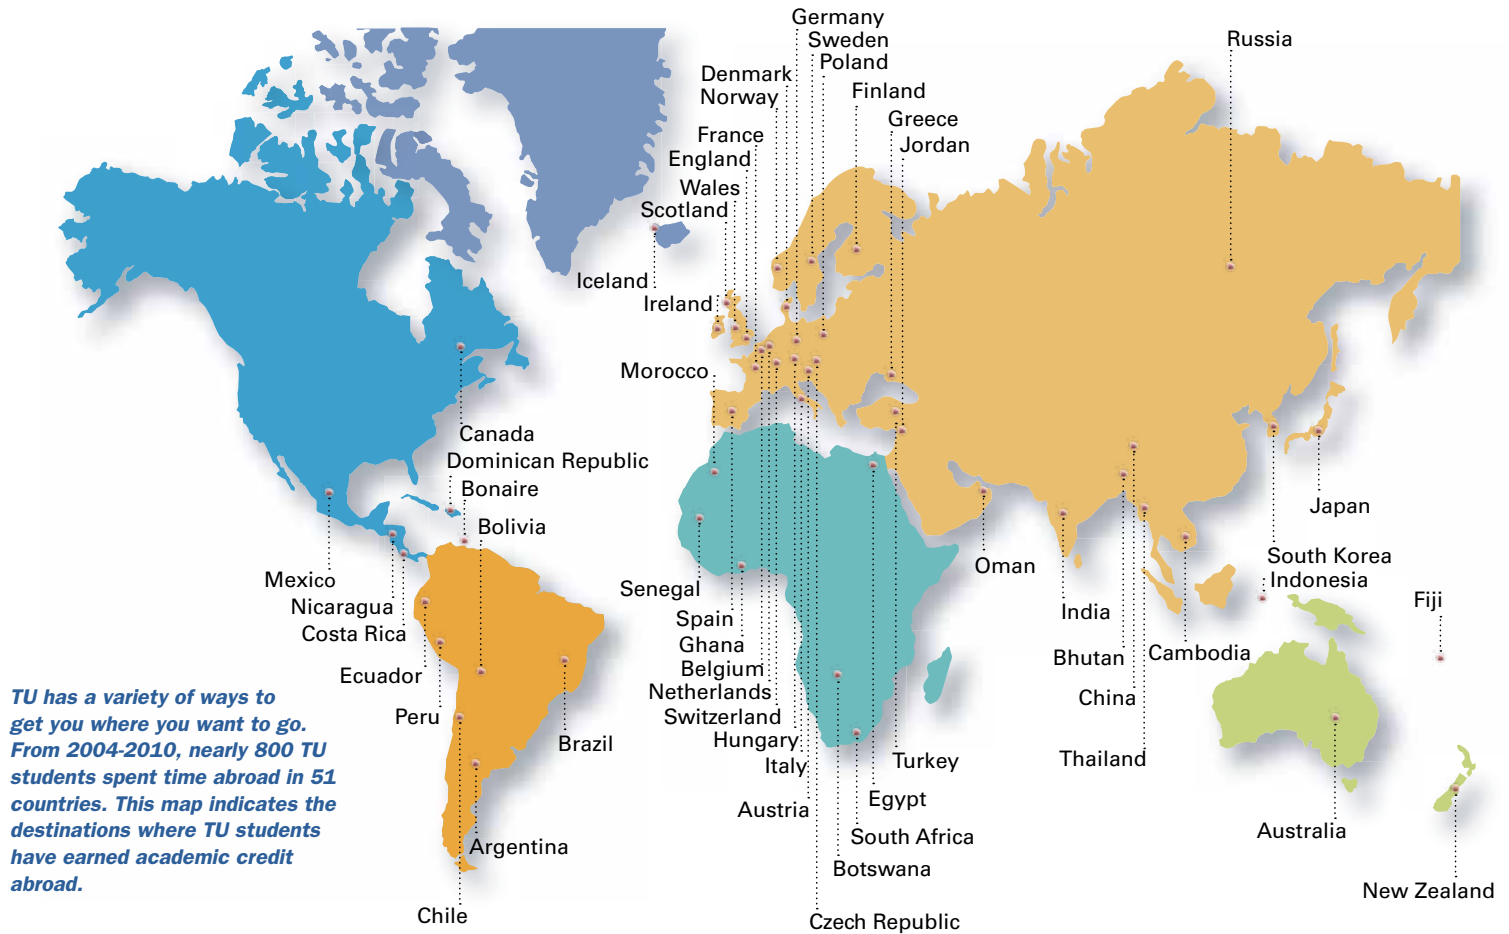 Germany
Sweden
Poland
Russia
Denmark
Norway
Finland
Greece
France
Jordan
England
Wales
Scotland
Iceland
Ireland
Morocco
Canada
Dominican Republic
Bonaire
Bolivia
Japan
South Korea
Oman
Indonesia
Mexico
Nicaragua
Costa Rica
Senegal
Spain
Ghana
Belgium
Netherlands
Switzerland
Hungary
Italy
Austria
India
Fiji
Bhutan
Cambodia
China
Thailand
Ecuador
Peru
Brazil
Turkey
Egypt
South Africa
Botswana
Czech Republic
Australia
New Zealand
Argentina
Chile
TU has a variety of ways to
get you where you want to go.
From 2004-2010, nearly 800 TU
students spent time abroad in 51
countries. This map indicates the
destinations where TU students
have earned academic credit
abroad.